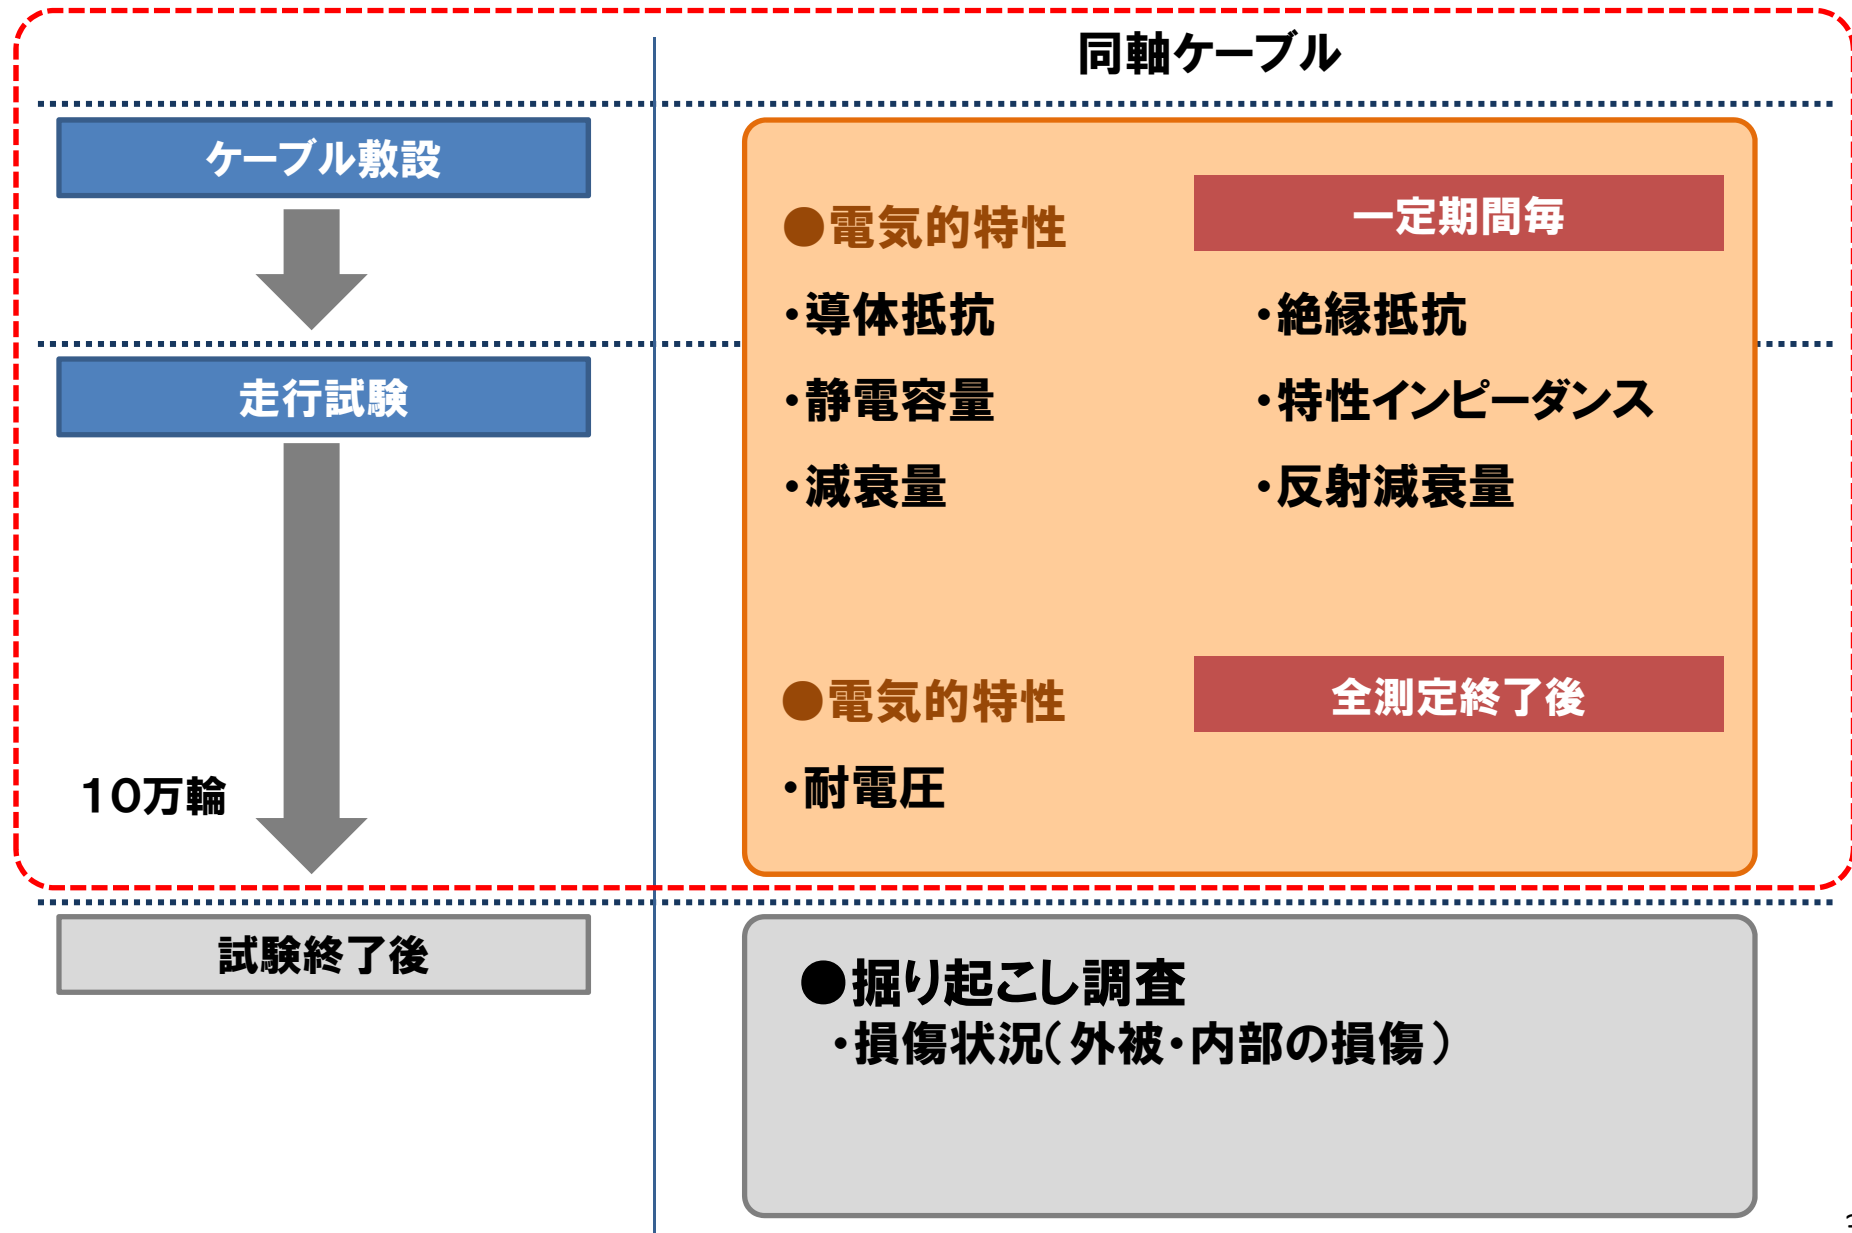 同軸ケーブル
ケーブル敷設
●電気的特性
一定期間毎
・導体抵抗
・絶縁抵抗
走行試験
・静電容量
・特性インピーダンス
・減衰量
・反射減衰量
●電気的特性
全測定終了後
・耐電圧
10万輪
試験終了後
●掘り起こし調査
・損傷状況(外被・内部の損傷)